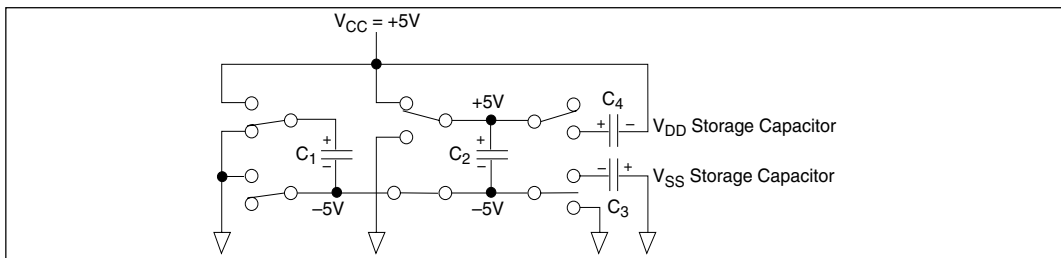 V_CC = +5V
+5V
C_4
+
−
V_DD Storage Capacitor
+
C_1
−
+
C_2
−
−
+
V_SS Storage Capacitor
−5V
−5V
C_3